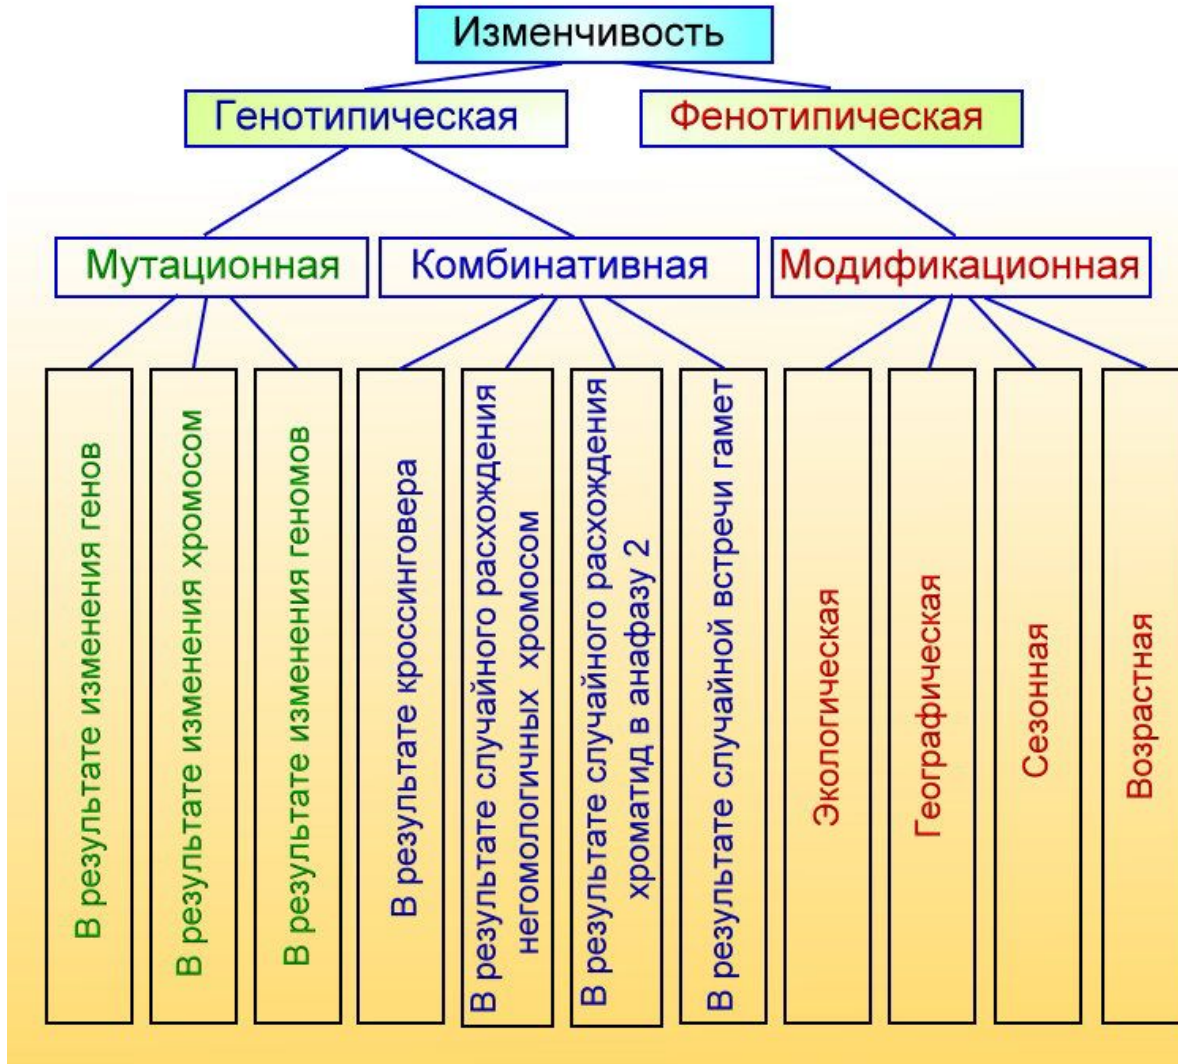 Изменчивость
Генотипическая
Фенотипическая
Мутационная
Комбинативная
Модификационная
В результате изменения генов
В результате изменения хромосом
В результате изменения геномов
В результате кроссинговера
В результате случайного расхождения
негомологичных хромосом
В результате случайного расхождения
хроматид в анафазу 2
В результате случайной встречи гамет
Экологическая
Географическая
Сезонная
Возрастная